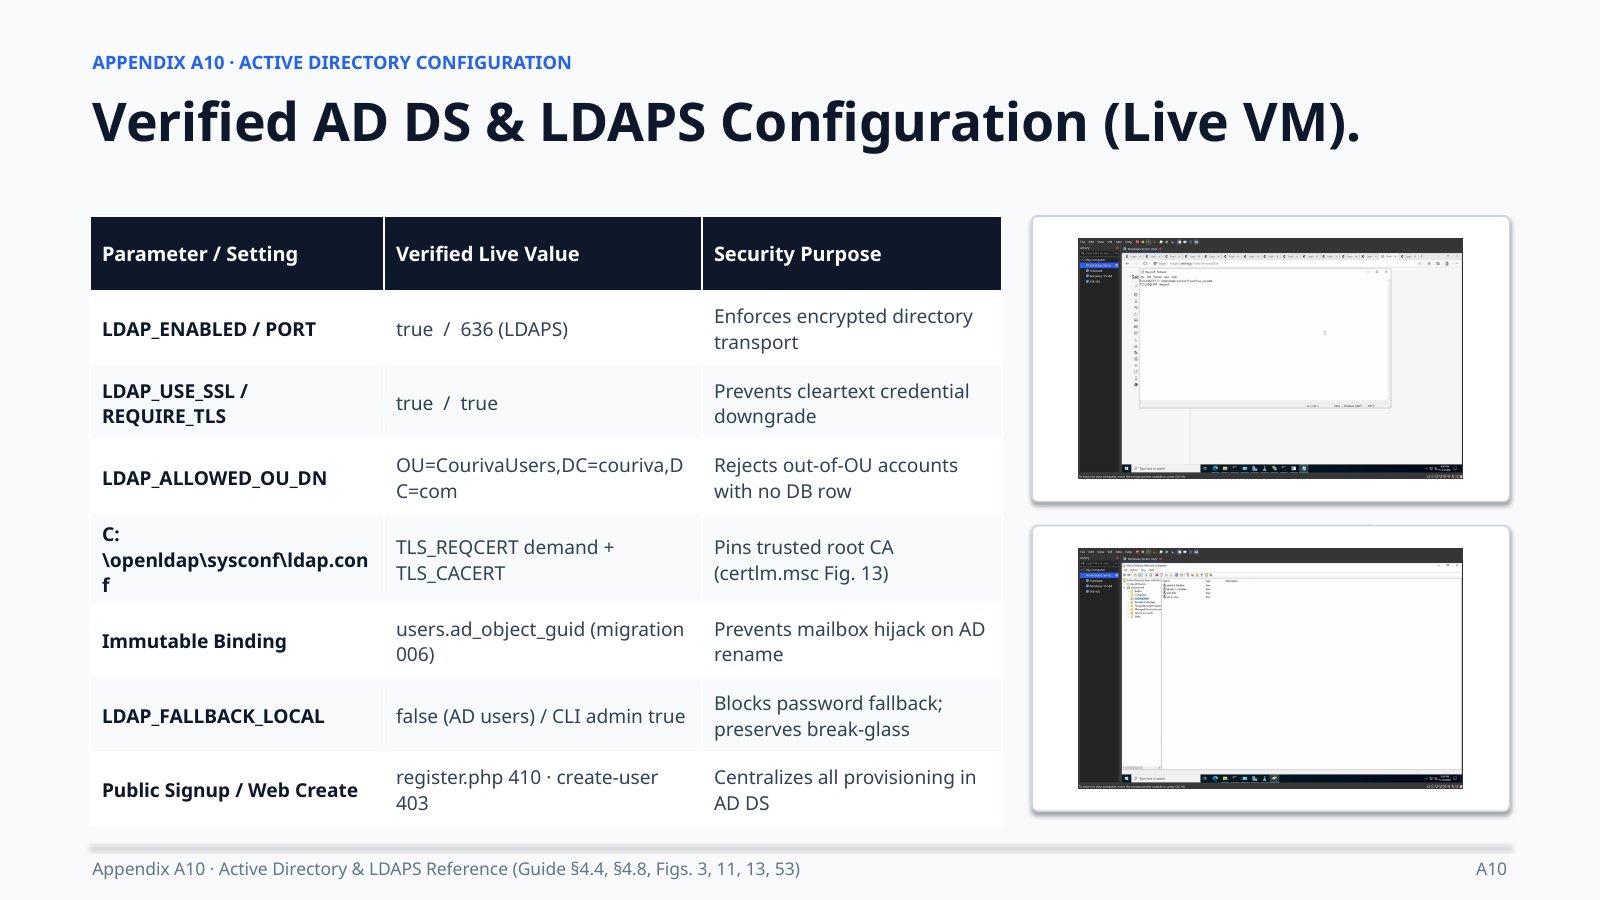 APPENDIX A10 · ACTIVE DIRECTORY CONFIGURATION
Verified AD DS & LDAPS Configuration (Live VM).
Parameter / Setting
Verified Live Value
Security Purpose
LDAP_ENABLED / PORT
true / 636 (LDAPS)
Enforces encrypted directory
transport
LDAP_USE_SSL /
REQUIRE_TLS
true / true
Prevents cleartext credential
downgrade
LDAP_ALLOWED_OU_DN
OU=CourivaUsers,DC=couriva,D
C=com
Rejects out-of-OU accounts
with no DB row
C:
\openldap\sysconf\ldap.con
f
TLS_REQCERT demand +
TLS_CACERT
Pins trusted root CA
(certlm.msc Fig. 13)
Immutable Binding
users.ad_object_guid (migration
006)
Prevents mailbox hijack on AD
rename
LDAP_FALLBACK_LOCAL
false (AD users) / CLI admin true
Blocks password fallback;
preserves break-glass
Public Signup / Web Create
register.php 410 · create-user
403
Centralizes all provisioning in
AD DS
Appendix A10 · Active Directory & LDAPS Reference (Guide §4.4, §4.8, Figs. 3, 11, 13, 53)
A10